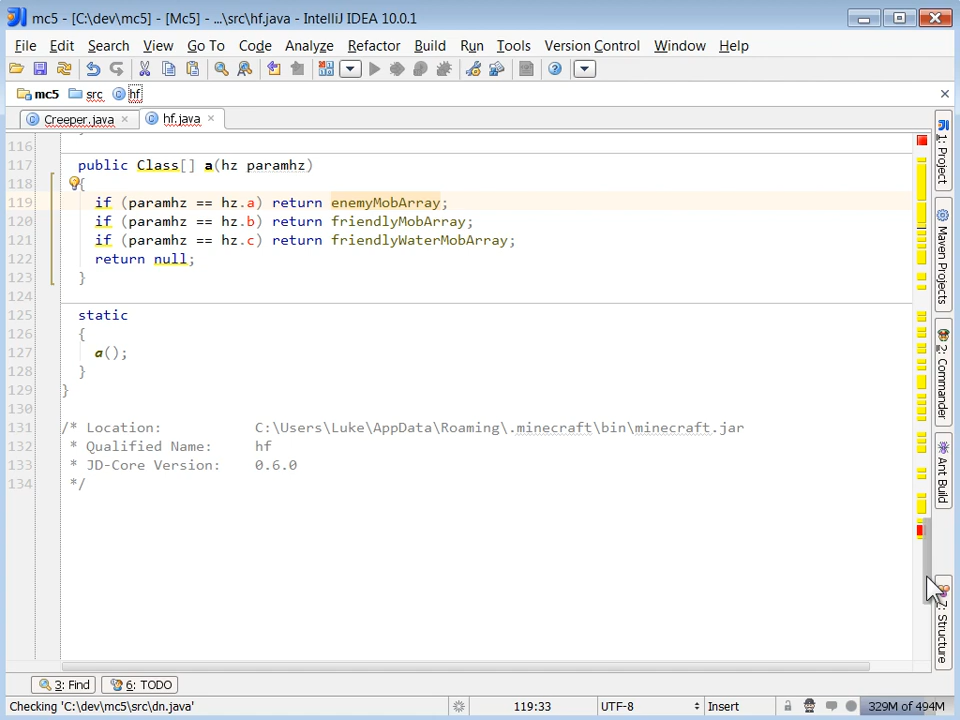 mc5 - [C:\dev\mc5] - [Mc5] - ...\src\hf.java - IntelliJ IDEA 10.0.1
File Edit Search View Go To Code Analyze Refactor Build Run Tools Version Control Window Help
mc5 src hf
Creeper.java hf.java
116
117 public Class[] a(hz paramhz)
118 {
119 if (paramhz == hz.a) return enemyMobArray;
120 if (paramhz == hz.b) return friendlyMobArray;
121 if (paramhz == hz.c) return friendlyWaterMobArray;
122 return null;
123 }
124
125 static
126 {
127 a();
128 }
129 }
130
131 /* Location: C:\Users\Luke\AppData\Roaming\.minecraft\bin\minecraft.jar
132 * Qualified Name: hf
133 * JD-Core Version: 0.6.0
134 */
1: Project
Maven Projects
2: Commander
Ant Build
7: Structure
3: Find 6: TODO
Checking 'C:\dev\mc5\src\dn.java' 119:33 UTF-8 Insert 329M of 494M